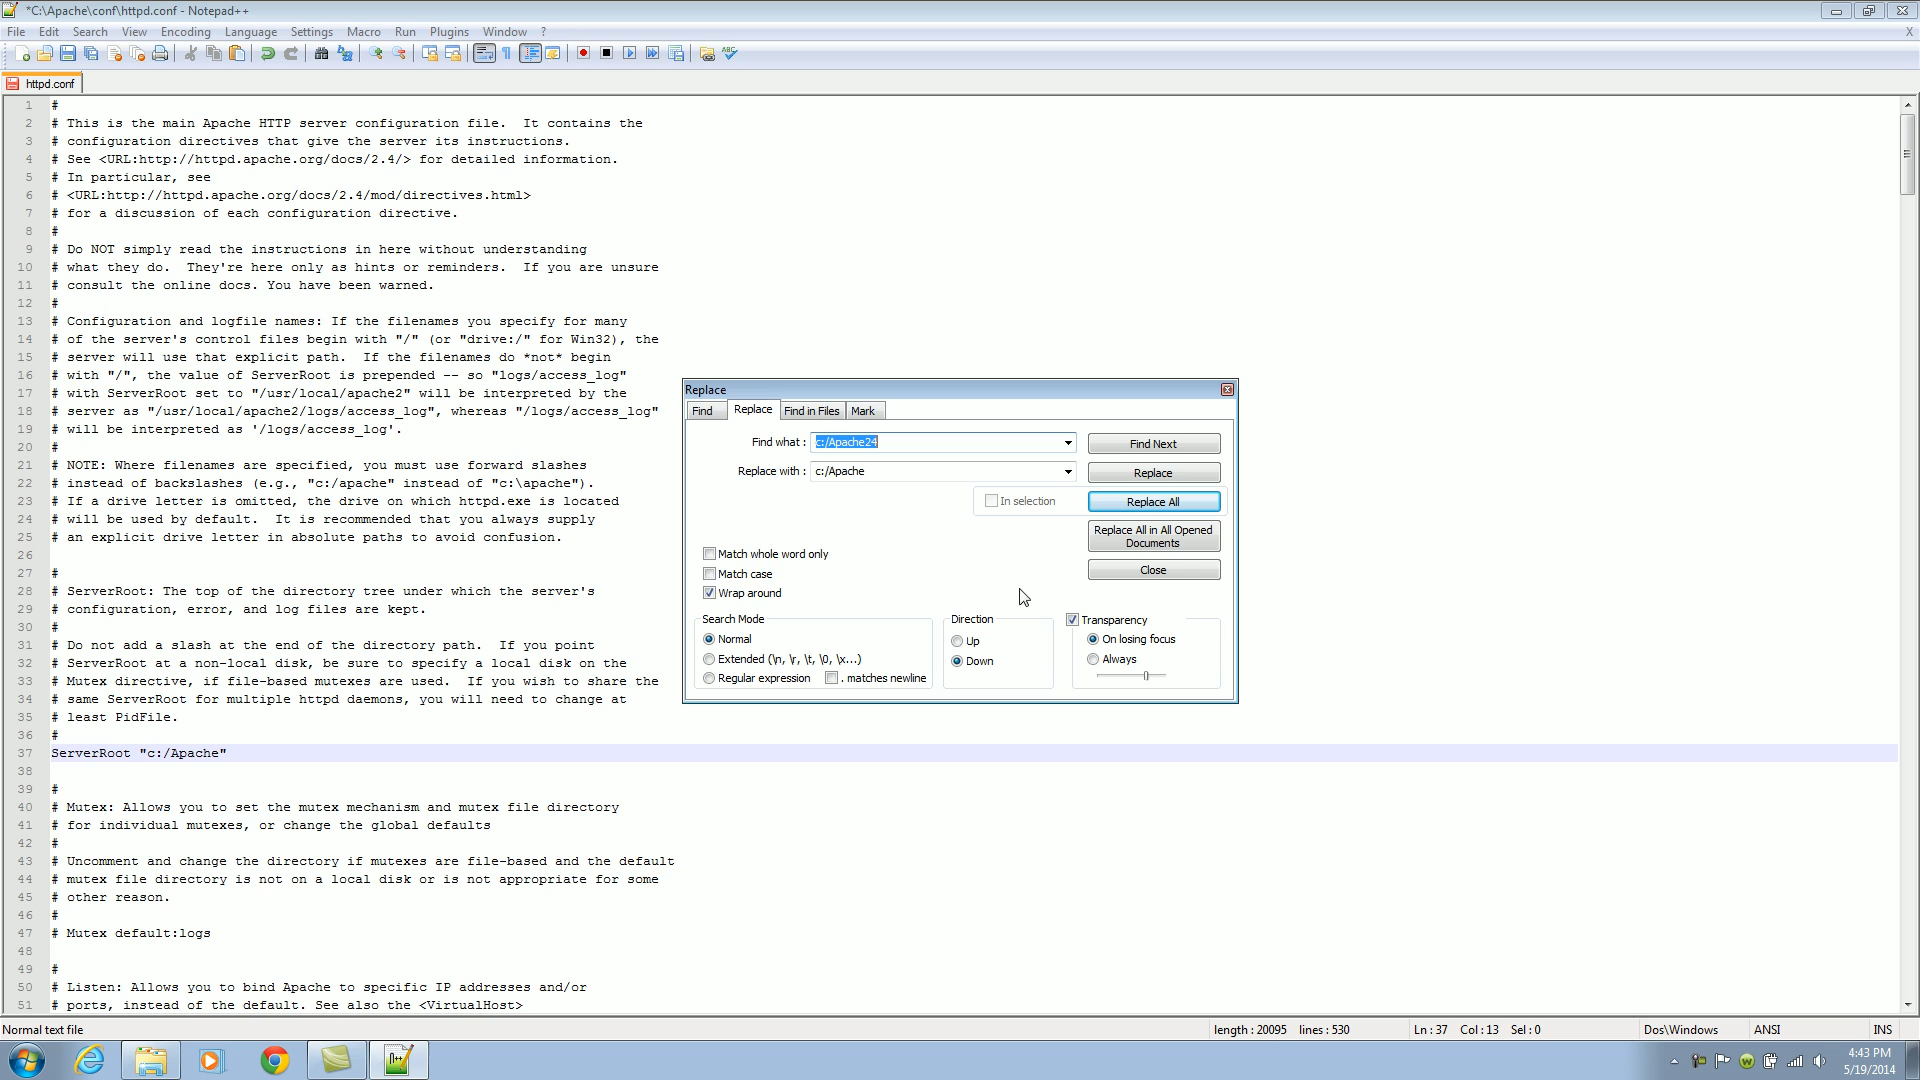 *C:\Apache\conf\httpd.conf - Notepad++
File Edit Search View Encoding Language Settings Macro Run Plugins Window ? X
httpd.conf
1 #
2 # This is the main Apache HTTP server configuration file.  It contains the
3 # configuration directives that give the server its instructions.
4 # See <URL:http://httpd.apache.org/docs/2.4/> for detailed information.
5 # In particular, see
6 # <URL:http://httpd.apache.org/docs/2.4/mod/directives.html>
7 # for a discussion of each configuration directive.
8 #
9 # Do NOT simply read the instructions in here without understanding
10 # what they do.  They're here only as hints or reminders.  If you are unsure
11 # consult the online docs. You have been warned.
12 #
13 # Configuration and logfile names: If the filenames you specify for many
14 # of the server's control files begin with "/" (or "drive:/" for Win32), the
15 # server will use that explicit path.  If the filenames do *not* begin
16 # with "/", the value of ServerRoot is prepended -- so "logs/access_log"
17 # with ServerRoot set to "/usr/local/apache2" will be interpreted by the
18 # server as "/usr/local/apache2/logs/access_log", whereas "/logs/access_log"
19 # will be interpreted as '/logs/access_log'.
20 #
21 # NOTE: Where filenames are specified, you must use forward slashes
22 # instead of backslashes (e.g., "c:/apache" instead of "c:\apache").
23 # If a drive letter is omitted, the drive on which httpd.exe is located
24 # will be used by default.  It is recommended that you always supply
25 # an explicit drive letter in absolute paths to avoid confusion.
26
27 #
28 # ServerRoot: The top of the directory tree under which the server's
29 # configuration, error, and log files are kept.
30 #
31 # Do not add a slash at the end of the directory path.  If you point
32 # ServerRoot at a non-local disk, be sure to specify a local disk on the
33 # Mutex directive, if file-based mutexes are used.  If you wish to share the
34 # same ServerRoot for multiple httpd daemons, you will need to change at
35 # least PidFile.
36 #
37 ServerRoot "c:/Apache"
38
39 #
40 # Mutex: Allows you to set the mutex mechanism and mutex file directory
41 # for individual mutexes, or change the global defaults
42 #
43 # Uncomment and change the directory if mutexes are file-based and the default
44 # mutex file directory is not on a local disk or is not appropriate for some
45 # other reason.
46 #
47 # Mutex default:logs
48
49 #
50 # Listen: Allows you to bind Apache to specific IP addresses and/or
51 # ports, instead of the default. See also the <VirtualHost>
Replace
Find Replace Find in Files Mark
Find what : c:/Apache24 Find Next
Replace with : c:/Apache Replace
In selection Replace All
Replace All in All Opened
Documents
Match whole word only
Match case Close
Wrap around
Search Mode Direction Transparency
Normal Up On losing focus
Extended (\n, \r, \t, \0, \x...) Down Always
Regular expression . matches newline
Normal text file length : 20095 lines : 530 Ln : 37 Col : 13 Sel : 0 Dos\Windows ANSI INS
4:43 PM
5/19/2014